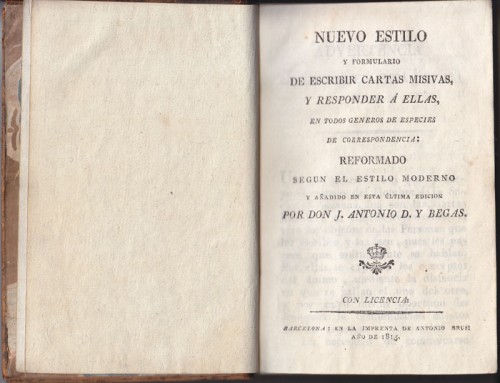 NUEVO ESTILO
Y FORMULARIO
DE ESCRIBIR CARTAS MISIVAS,
Y RESPONDER Á ELLAS,
EN TODOS GENEROS DE ESPECIES
DE CORRESPONDENCIA:
REFORMADO
SEGUN EL ESTILO MODERNO
Y AÑADIDO EN ESTA ÚLTIMA EDICION
POR DON J. ANTONIO D. Y BEGAS.
CON LICENCIA:
BARCELONA: EN LA IMPRENTA DE ANTONIO
AÑO DE